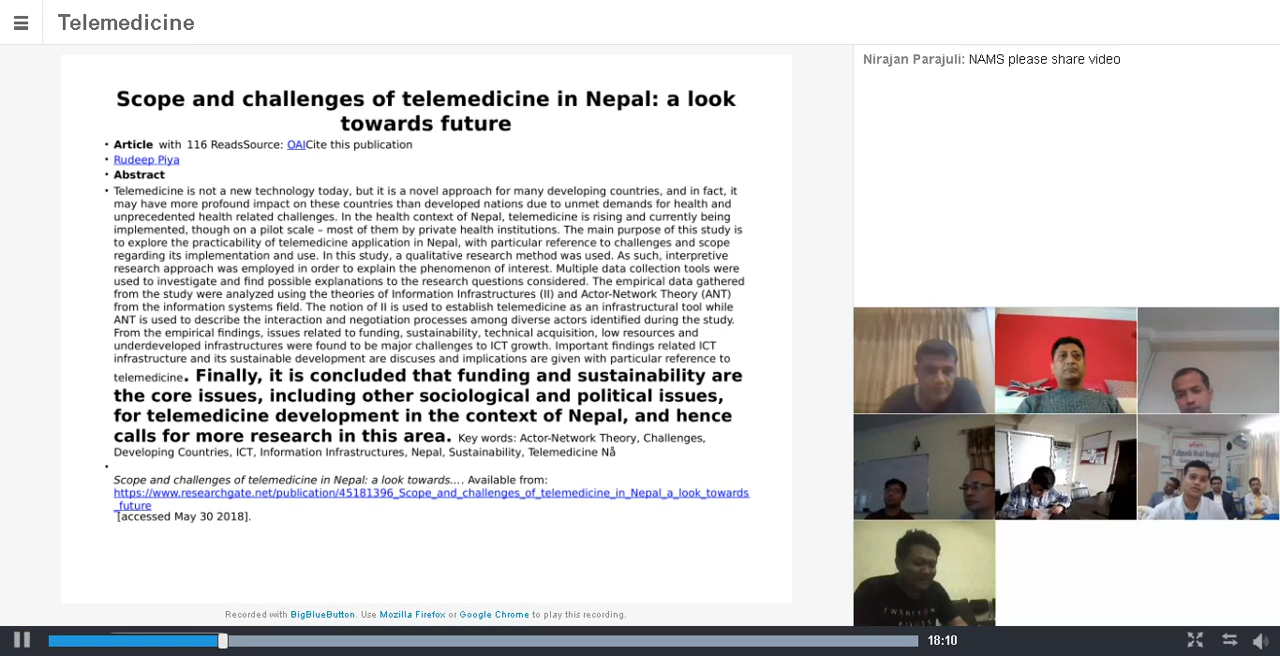 Telemedicine
Scope and challenges of telemedicine in Nepal: a look
towards future
• Article with 116 ReadsSource: OAICite this publication
• Rudeep Piya
• Abstract
• Telemedicine is not a new technology today, but it is a novel approach for many developing countries, and in fact, it
may have more profound impact on these countries than developed nations due to unmet demands for health and
unprecedented health related challenges. In the health context of Nepal, telemedicine is rising and currently being
implemented, though on a pilot scale – most of them by private health institutions. The main purpose of this study is
to explore the practicability of telemedicine application in Nepal, with particular reference to challenges and scope
regarding its implementation and use. In this study, a qualitative research method was used. As such, interpretive
research approach was employed in order to explain the phenomenon of interest. Multiple data collection tools were
used to investigate and find possible explanations to the research questions considered. The empirical data gathered
from the study were analyzed using the theories of Information Infrastructures (II) and Actor-Network Theory (ANT)
from the information systems field. The notion of II is used to establish telemedicine as an infrastructural tool while
ANT is used to describe the interaction and negotiation processes among diverse actors identified during the study.
From the empirical findings, issues related to funding, sustainability, technical acquisition, low resources and
underdeveloped infrastructures were found to be major challenges to ICT growth. Important findings related ICT
infrastructure and its sustainable development are discuses and implications are given with particular reference to
telemedicine. Finally, it is concluded that funding and sustainability are
the core issues, including other sociological and political issues,
for telemedicine development in the context of Nepal, and hence
calls for more research in this area. Key words: Actor-Network Theory, Challenges,
Developing Countries, ICT, Information Infrastructures, Nepal, Sustainability, Telemedicine Nå
•
Scope and challenges of telemedicine in Nepal: a look towards.... Available from:
https://www.researchgate.net/publication/45181396_Scope_and_challenges_of_telemedicine_in_Nepal_a_look_towards
_future
[accessed May 30 2018].
Recorded with BigBlueButton. Use Mozilla Firefox or Google Chrome to play this recording.
Nirajan Parajuli: NAMS please share video
Model Hospital
18:10